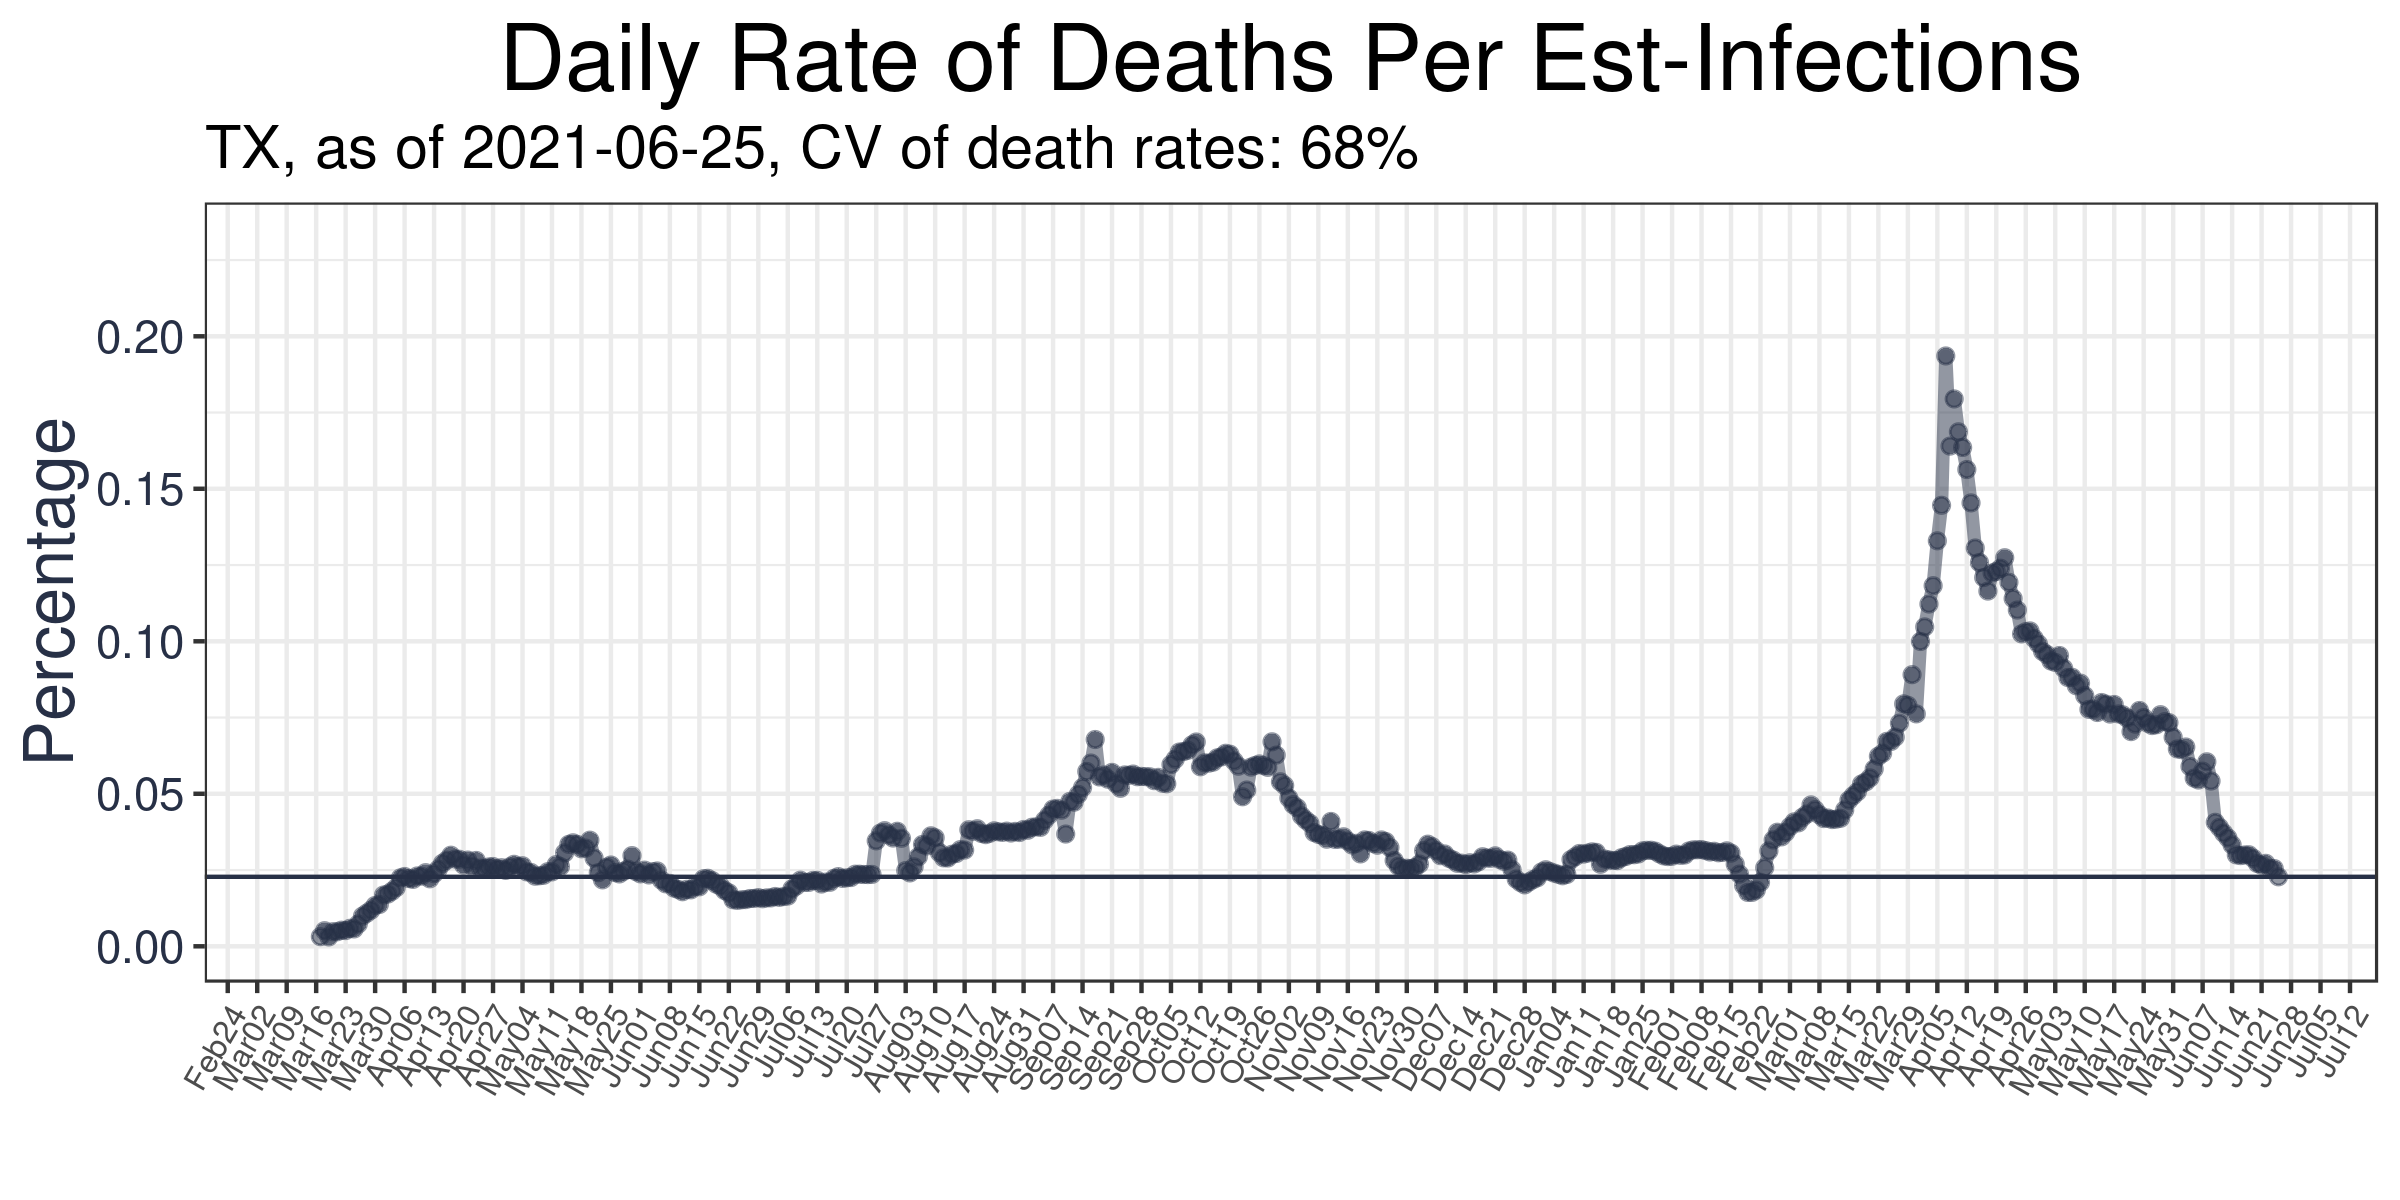 Daily Rate of Deaths Per Est-Infections
TX, as of 2021-06-25, CV of death rates: 68%
Percentage
0.20
0.15
0.10
0.05
0.00
Feb24
Mar02
Mar09
Mar16
Mar23
Mar30
Apr06
Apr13
Apr20
Apr27
May04
May11
May18
May25
Jun01
Jun08
Jun15
Jun22
Jun29
Jul06
Jul13
Jul20
Jul27
Aug03
Aug10
Aug17
Aug24
Aug31
Sep07
Sep14
Sep21
Sep28
Oct05
Oct12
Oct19
Oct26
Nov02
Nov09
Nov16
Nov23
Nov30
Dec07
Dec14
Dec21
Dec28
Jan04
Jan11
Jan18
Jan25
Feb01
Feb08
Feb15
Feb22
Mar01
Mar08
Mar15
Mar22
Mar29
Apr05
Apr12
Apr19
Apr26
May03
May10
May17
May24
May31
Jun07
Jun14
Jun21
Jun28
Jul05
Jul12